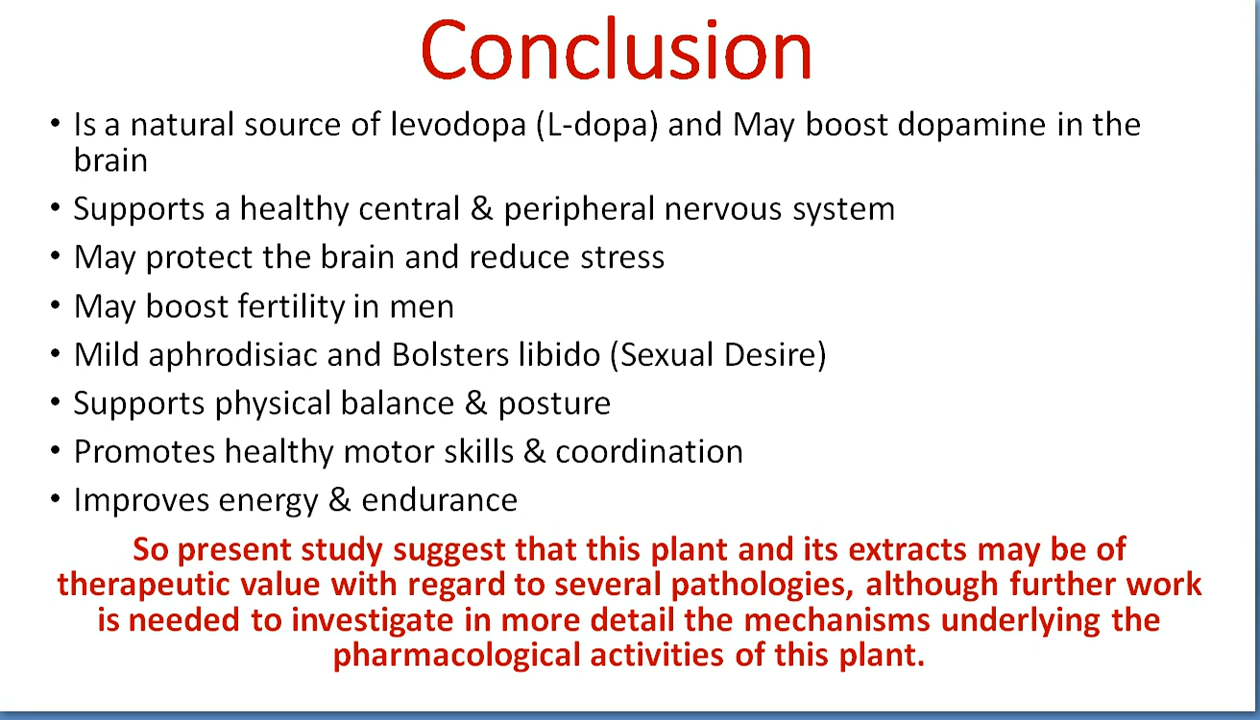 Conclusion
• Is a natural source of levodopa (L-dopa) and May boost dopamine in the
brain
• Supports a healthy central & peripheral nervous system
• May protect the brain and reduce stress
• May boost fertility in men
• Mild aphrodisiac and Bolsters libido (Sexual Desire)
• Supports physical balance & posture
• Promotes healthy motor skills & coordination
• Improves energy & endurance
So present study suggest that this plant and its extracts may be of
therapeutic value with regard to several pathologies, although further work
is needed to investigate in more detail the mechanisms underlying the
pharmacological activities of this plant.